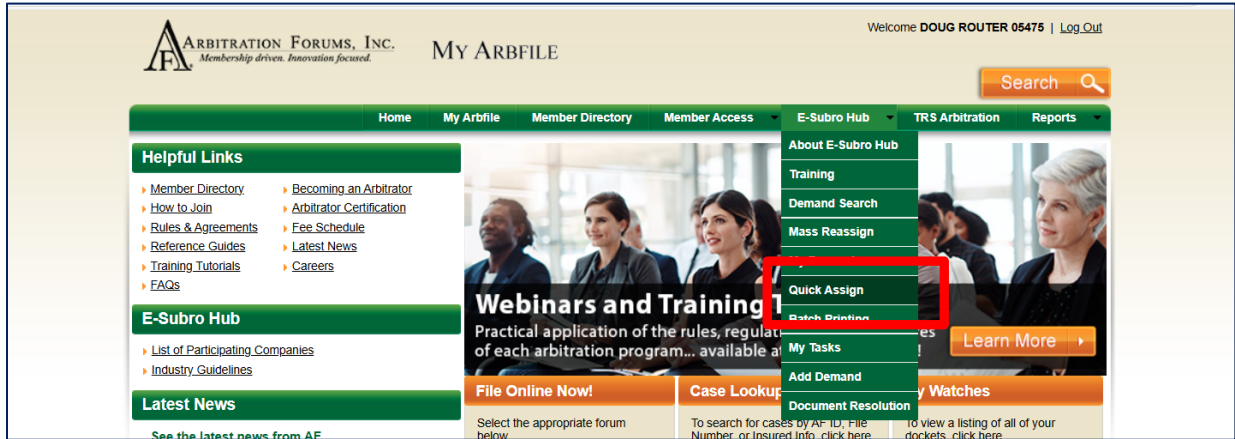 Welcome DOUG ROUTER 05475 | Log Out
ARBITRATION FORUMS, INC.
Membership driven. Innovation focused.
MY ARBFILE
Search
Home My Arbfile Member Directory Member Access E-Subro Hub TRS Arbitration Reports
Helpful Links
Member Directory
How to Join
Rules & Agreements
Reference Guides
Training Tutorials
FAQs
Becoming an Arbitrator
Arbitrator Certification
Fee Schedule
Latest News
Careers
E-Subro Hub
List of Participating Companies
Industry Guidelines
Latest News
See the latest news from AF
About E-Subro Hub
Training
Demand Search
Mass Reassign
Quick Assign
Batch Printing
My Tasks
Add Demand
Document Resolution
Webinars and Training
Practical application of the rules,
of each arbitration program... available
Learn More
File Online Now!
Select the appropriate forum
below
Case Lookup
To search for cases by AF ID, File
Number, or Insured Info, click here
Watches
To view a listing of all of your
dockets, click here